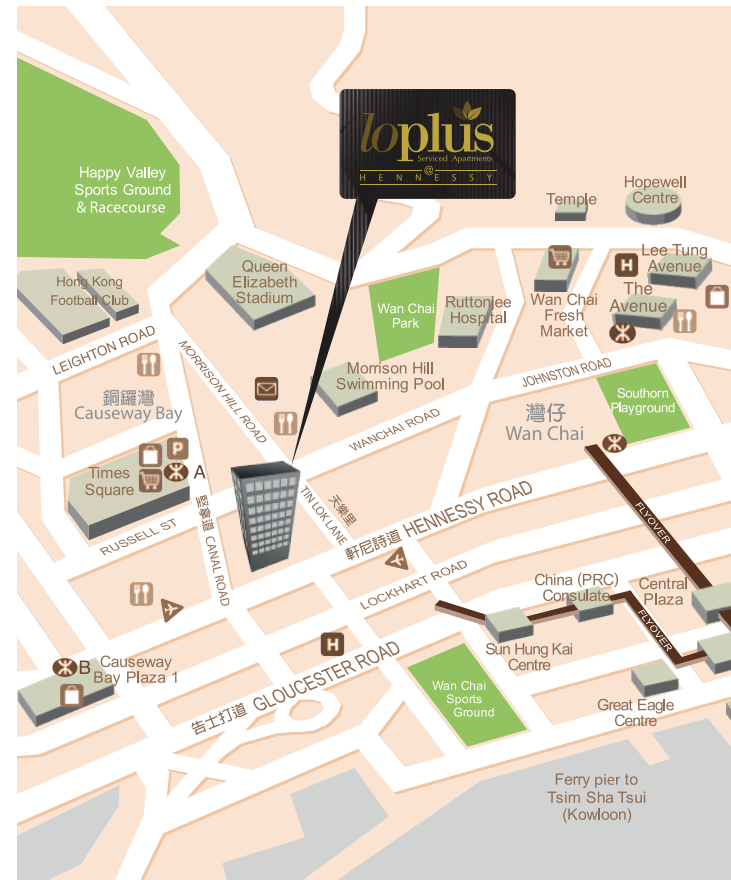 loplus
Serviced Apartments
@
HENNESSY
Happy Valley
Sports Ground
& Racecourse
Temple
Hopewell
Centre
Lee Tung
Avenue
H
The
Avenue
Queen
Elizabeth
Stadium
Hong Kong
Football Club
Wan Chai
Park
Ruttonjee
Hospital
Wan Chai
Fresh
Market
LEIGHTON ROAD
MORRISON HILL ROAD
Morrison Hill
Swimming Pool
JOHNSTON ROAD
Southorn
Playground
銅鑼灣
Causeway Bay
WANCHAI ROAD
灣仔
Wan Chai
P
A
Times
Square
RUSSELL ST
堅拿道 CANAL ROAD
天樂里
TIN LOK LANE
軒尼詩道 HENNESSY ROAD
FLYOVER
LOCKHART ROAD
China (PRC)
Consulate
Central
Plaza
H
Sun Hung Kai
Centre
FLYOVER
B
Causeway
Bay Plaza 1
告士打道 GLOUCESTER ROAD
Wan Chai
Sports
Ground
Great Eagle
Centre
Ferry pier to
Tsim Sha Tsui
(Kowloon)